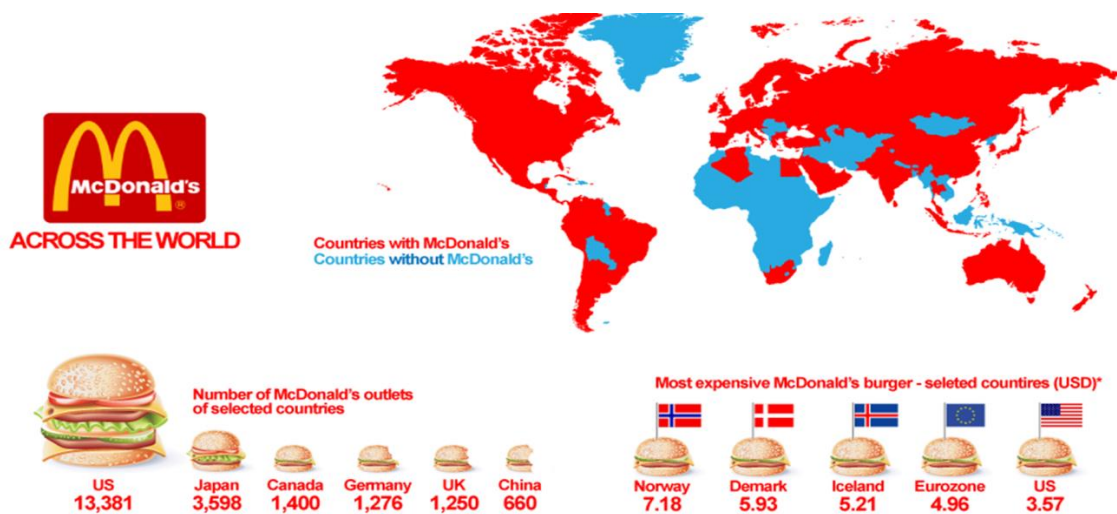 McDonald's
®
ACROSS THE WORLD
Countries with McDonald's
Countries without McDonald's
Number of McDonald's outlets
of selected countries
US
13,381
Japan
3,598
Canada
1,400
Germany
1,276
UK
1,250
China
660
Most expensive McDonald's burger - seleted countires (USD)*
Norway
7.18
Demark
5.93
Iceland
5.21
Eurozone
4.96
US
3.57